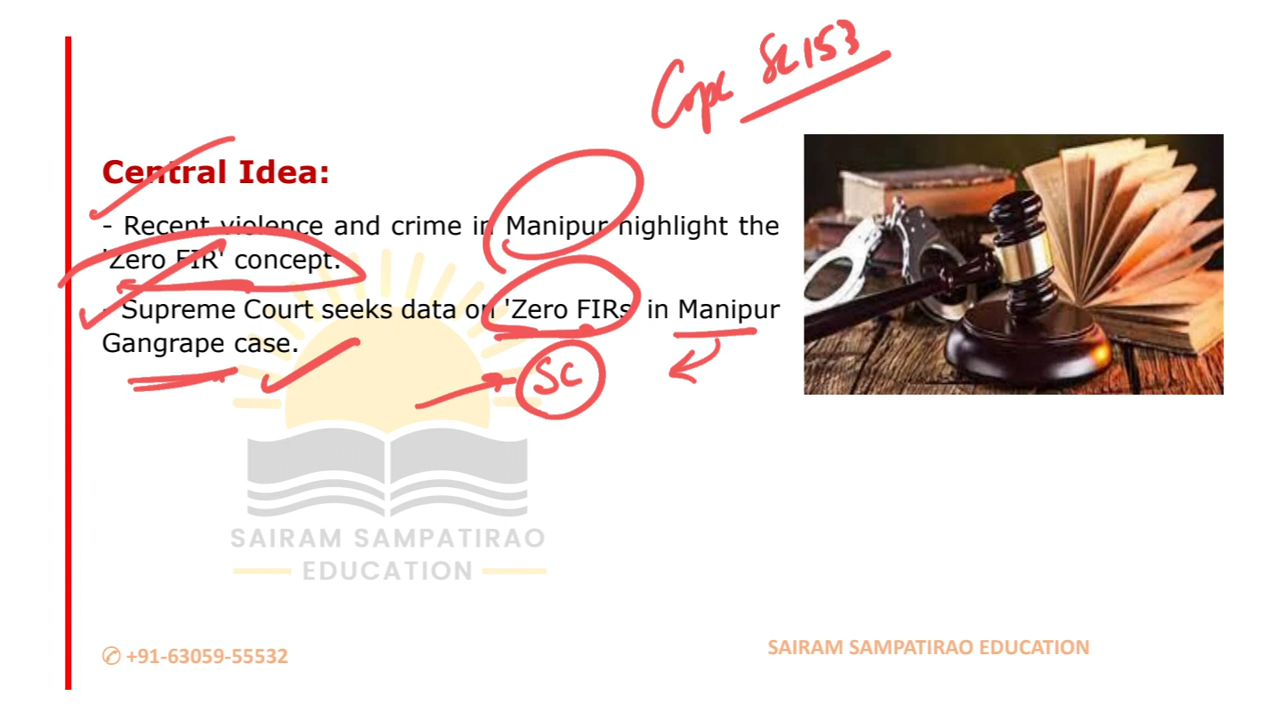 Crpc Sc 153
Central Idea:
- Recent violence and crime in Manipur highlight the
'Zero FIR' concept.
- Supreme Court seeks data on 'Zero FIRs' in Manipur
Gangrape case.
SC
SAIRAM SAMPATIRAO
EDUCATION
✆ +91-63059-55532
SAIRAM SAMPATIRAO EDUCATION